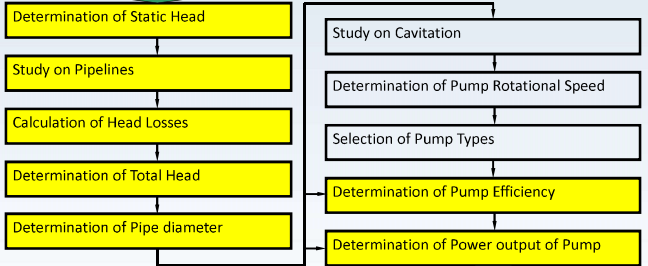 Determination of Static Head
Study on Pipelines
Calculation of Head Losses
Determination of Total Head
Determination of Pipe diameter
Study on Cavitation
Determination of Pump Rotational Speed
Selection of Pump Types
Determination of Pump Efficiency
Determination of Power output of Pump